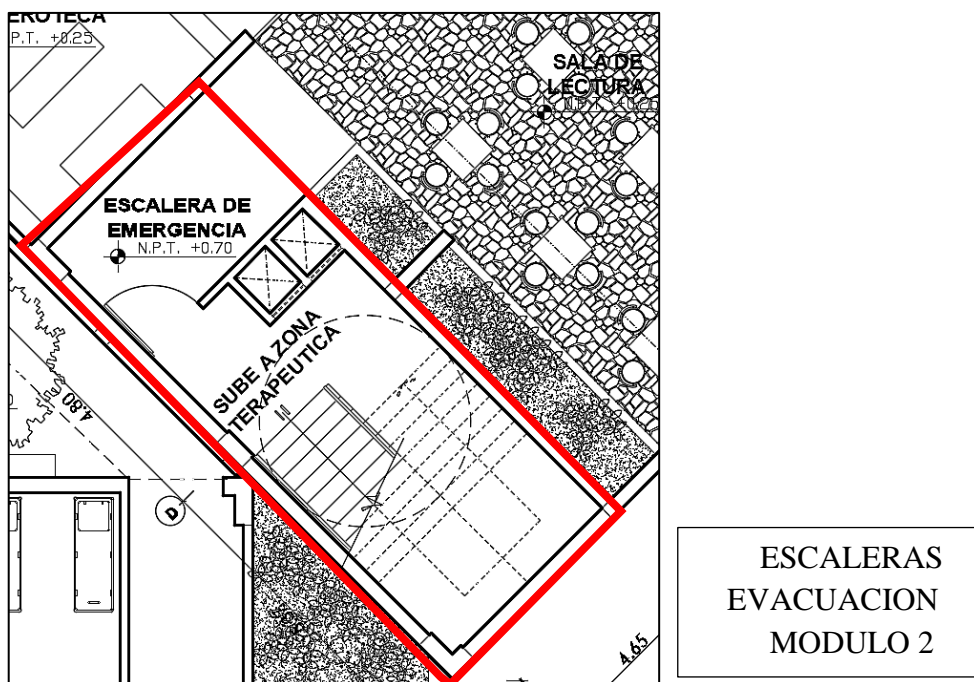 EROTECA
P.T. +0.25
SALA DE
LECTURA
N.P.T. +0.25
ESCALERA DE
EMERGENCIA
N.P.T. +0.70
SUBE A ZONA
TERAPEUTICA
4.80
D
4.65
ESCALERAS
EVACUACION
MODULO 2